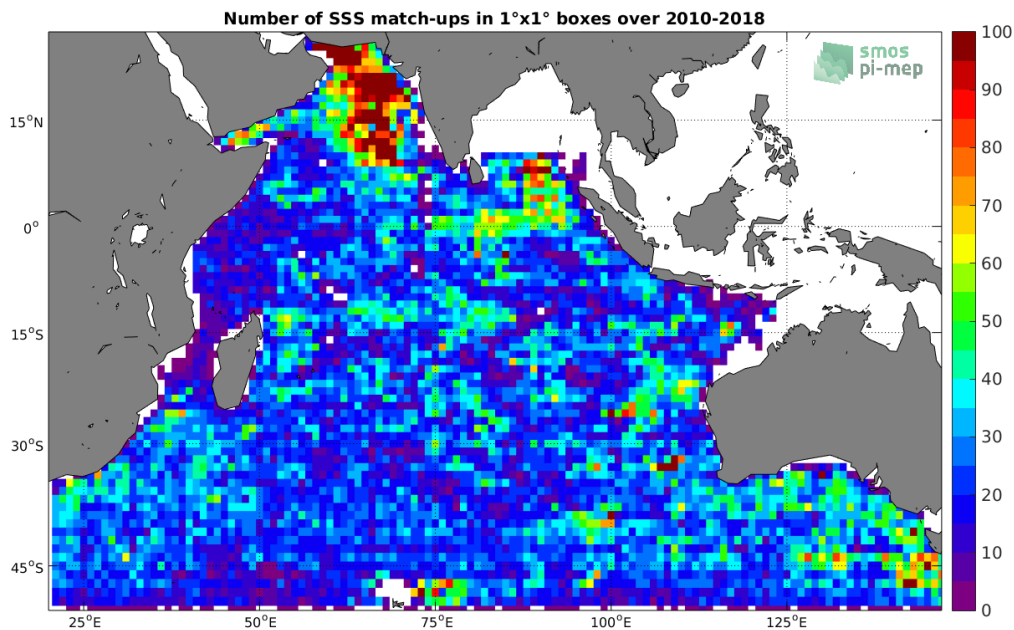 Number of SSS match-ups in 1°x1° boxes over 2010-2018
smos
pi-mep
100
90
80
70
60
50
40
30
20
10
0
15°N
0°
15°S
30°S
45°S
25°E
50°E
75°E
100°E
125°E